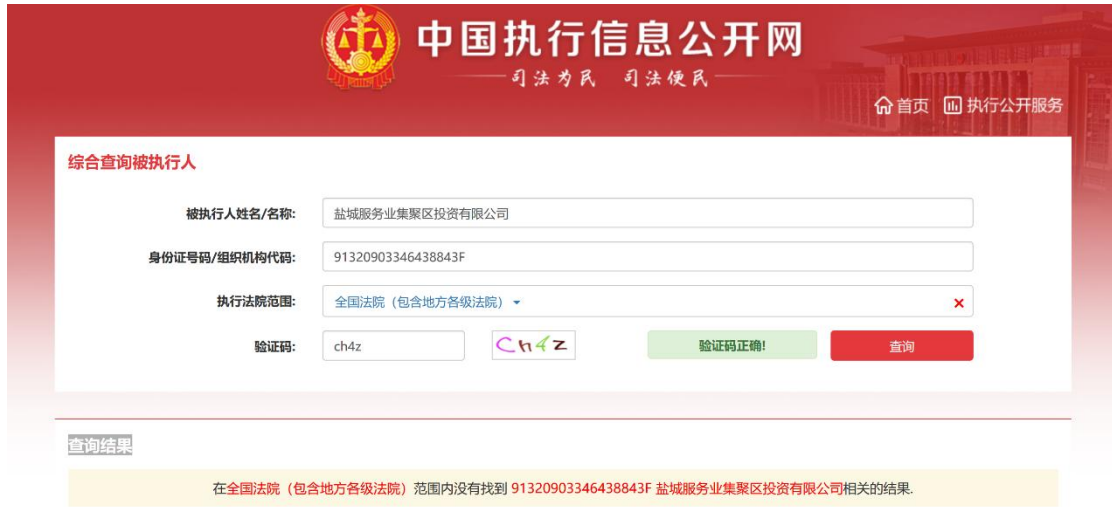 中国执行信息公开网
司法为民 司法便民
首页 执行公开服务
综合查询被执行人
被执行人姓名/名称: 盐城服务业集聚区投资有限公司
身份证号码/组织机构代码: 91320903346438843F
执行法院范围: 全国法院（包含地方各级法院）
验证码: ch4z Ch4z 验证码正确! 查询
查询结果
在全国法院（包含地方各级法院）范围内没有找到 91320903346438843F 盐城服务业集聚区投资有限公司相关的结果.